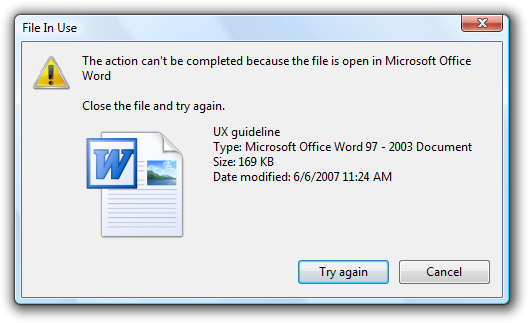 File In Use
The action can't be completed because the file is open in Microsoft Office
Word
Close the file and try again.
W
UX guideline
Type: Microsoft Office Word 97 - 2003 Document
Size: 169 KB
Date modified: 6/6/2007 11:24 AM
Try again
Cancel